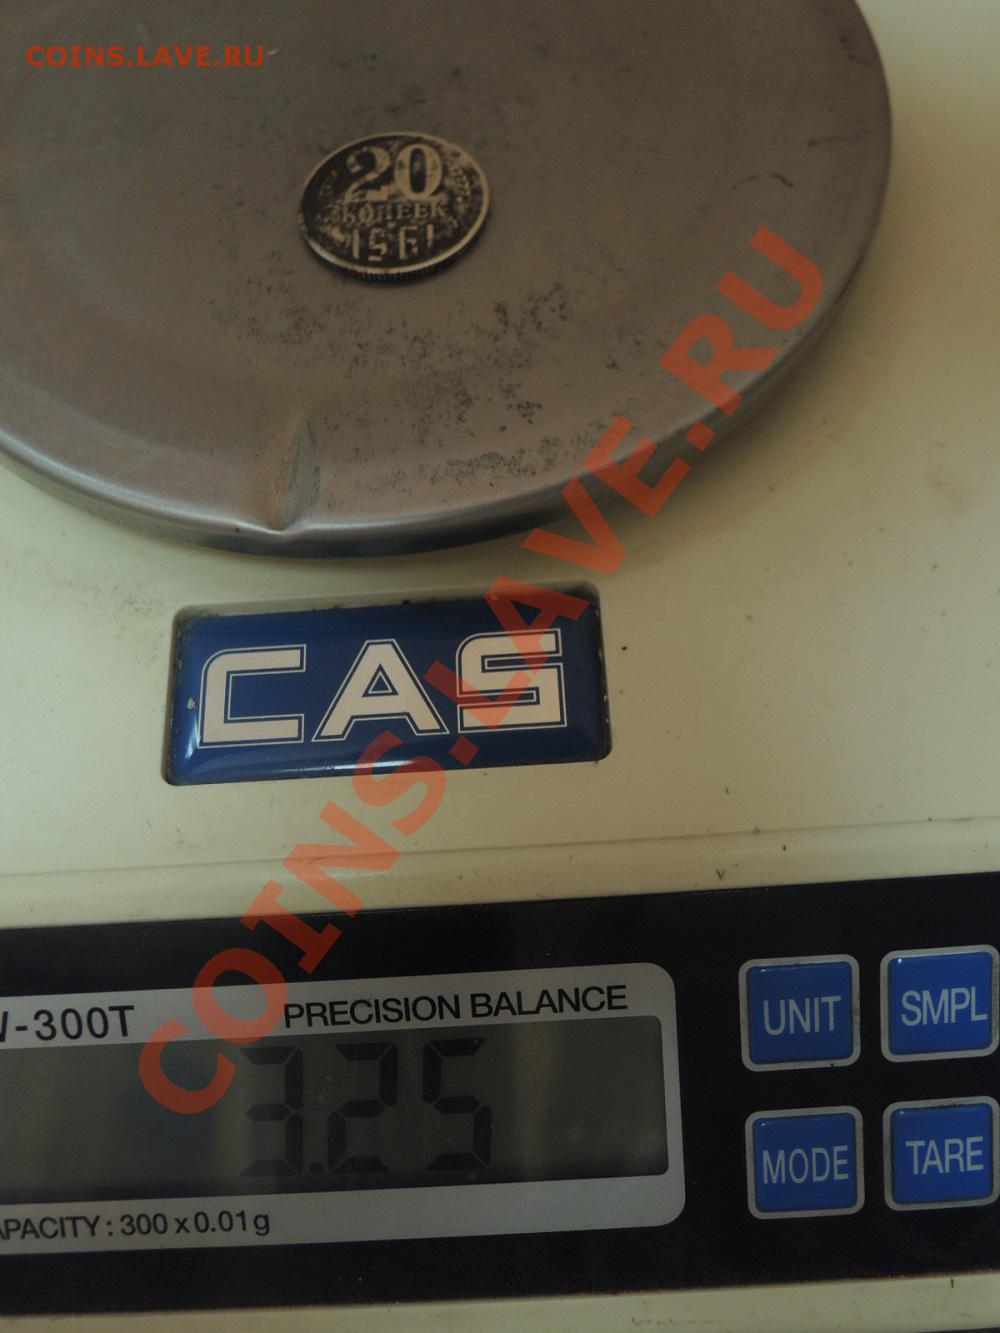 COINS.LAVE.RU
20
КОПЕЕК
1961
COINS.LAVE.RU
CAS
W-300T
PRECISION BALANCE
UNIT
SMPL
3.25
MODE
TARE
APACITY : 300 x 0.01 g